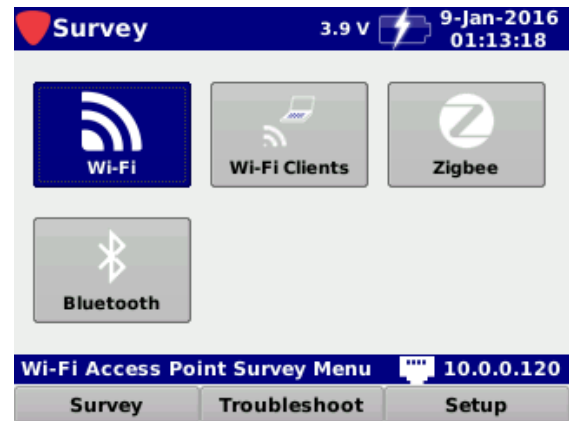 Survey
3.9 V
9-Jan-2016
01:13:18
Wi-Fi
Wi-Fi Clients
Zigbee
Bluetooth
Wi-Fi Access Point Survey Menu
10.0.0.120
Survey
Troubleshoot
Setup